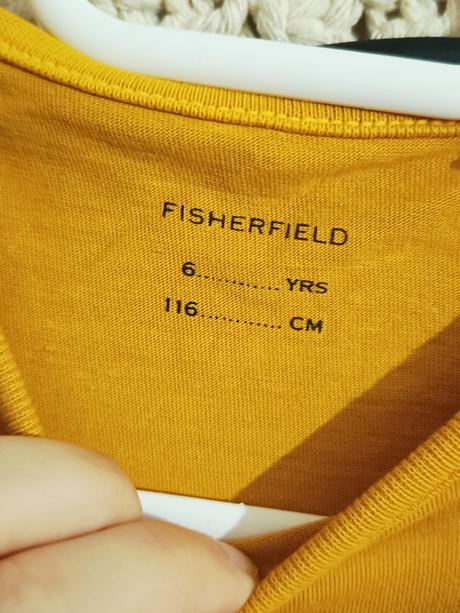 FISHERFIELD
6............ YRS
116............ CM